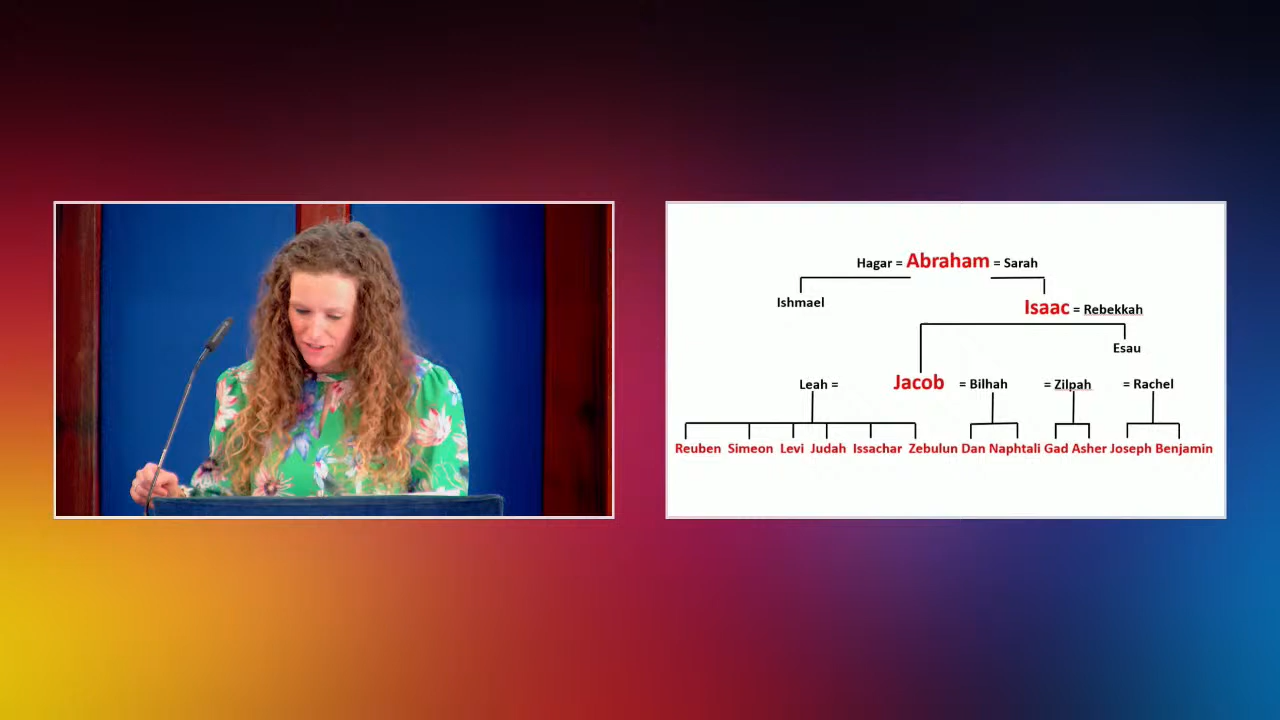 Hagar = Abraham = Sarah
Ishmael
Isaac = Rebekkah
Esau
Leah = Jacob = Bilhah = Zilpah = Rachel
Reuben Simeon Levi Judah Issachar Zebulun Dan Naphtali Gad Asher Joseph Benjamin